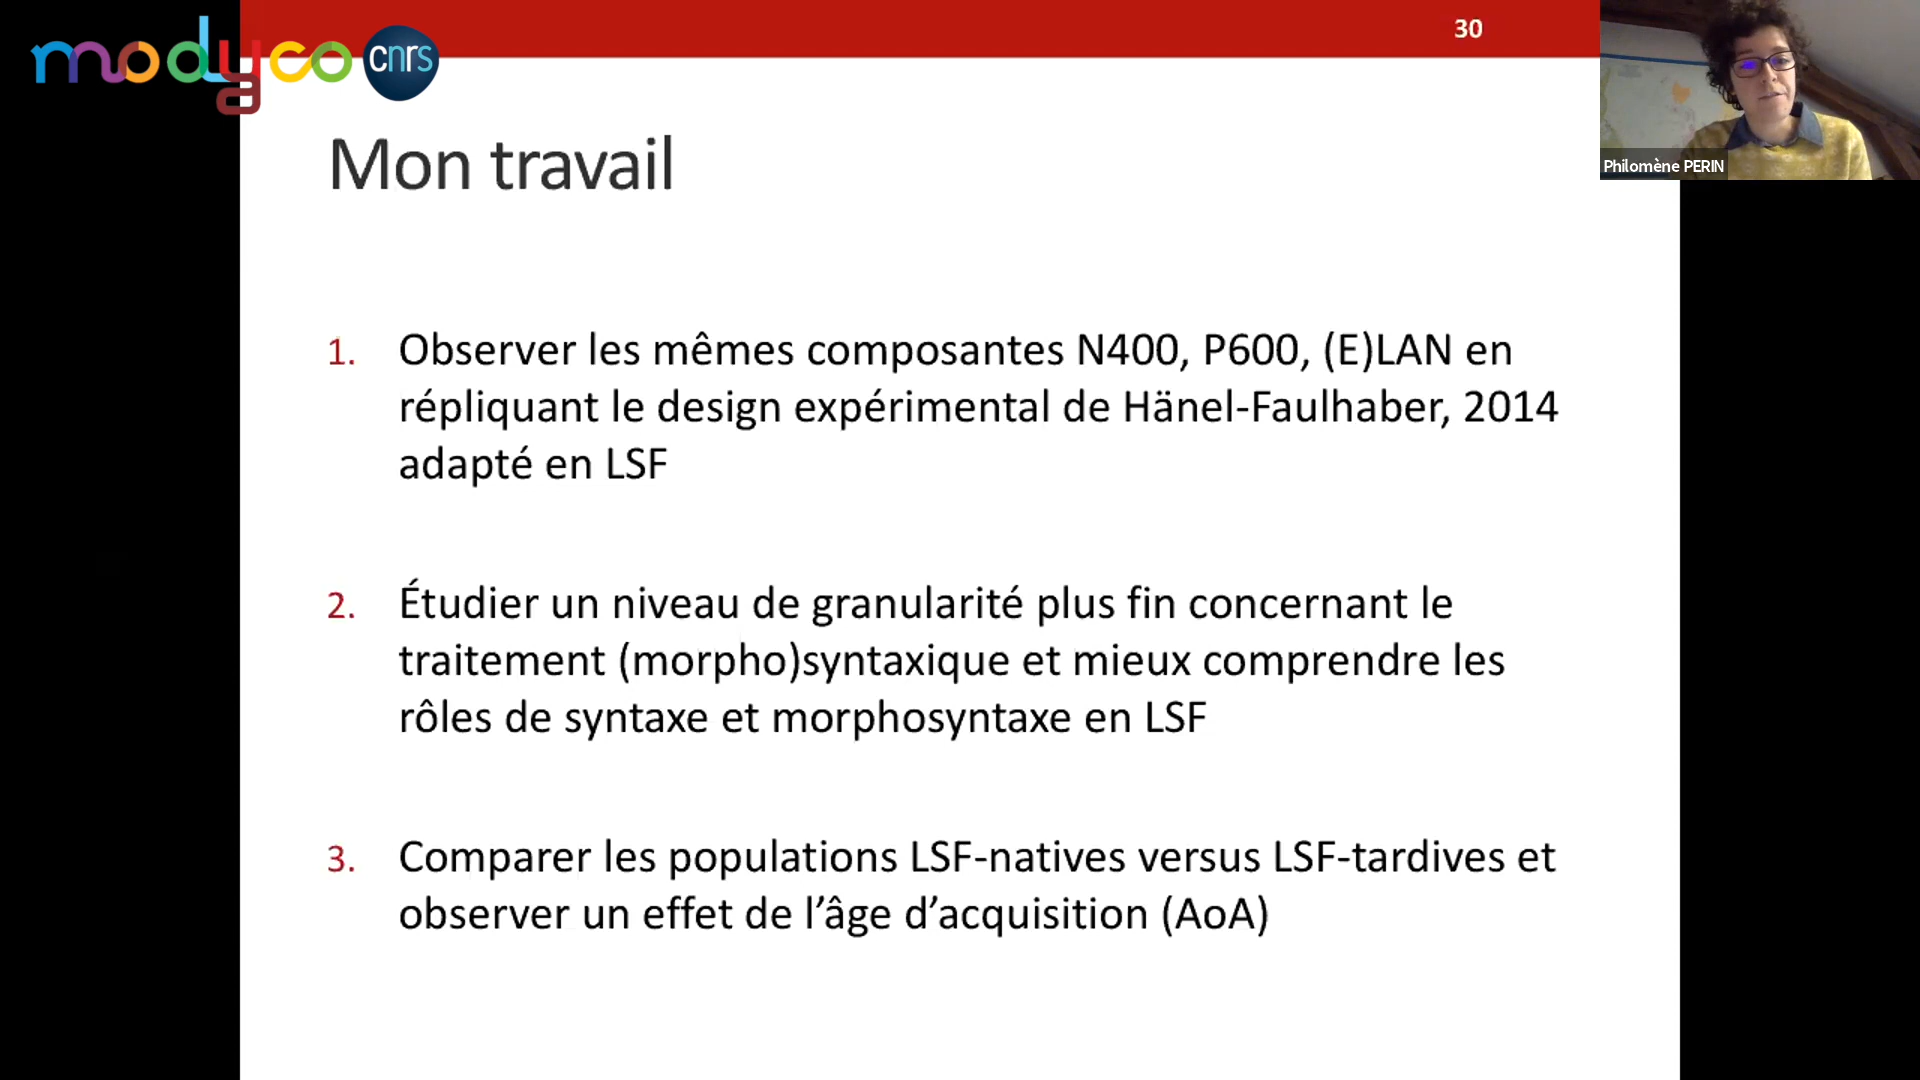 modyco
cnrs
30
Philomène PERIN
Mon travail
1. Observer les mêmes composantes N400, P600, (E)LAN en
répliquant le design expérimental de Hänel-Faulhaber, 2014
adapté en LSF
2. Étudier un niveau de granularité plus fin concernant le
traitement (morpho)syntaxique et mieux comprendre les
rôles de syntaxe et morphosyntaxe en LSF
3. Comparer les populations LSF-natives versus LSF-tardives et
observer un effet de l’âge d’acquisition (AoA)